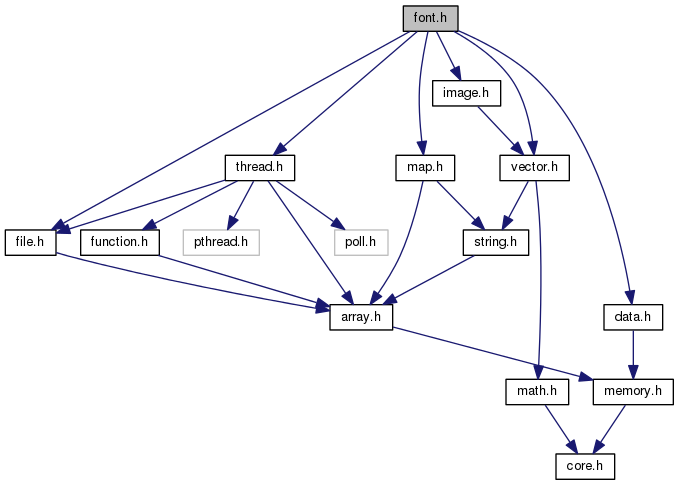 font.h
image.h
thread.h
map.h
vector.h
file.h
function.h
pthread.h
poll.h
string.h
array.h
data.h
math.h
memory.h
core.h